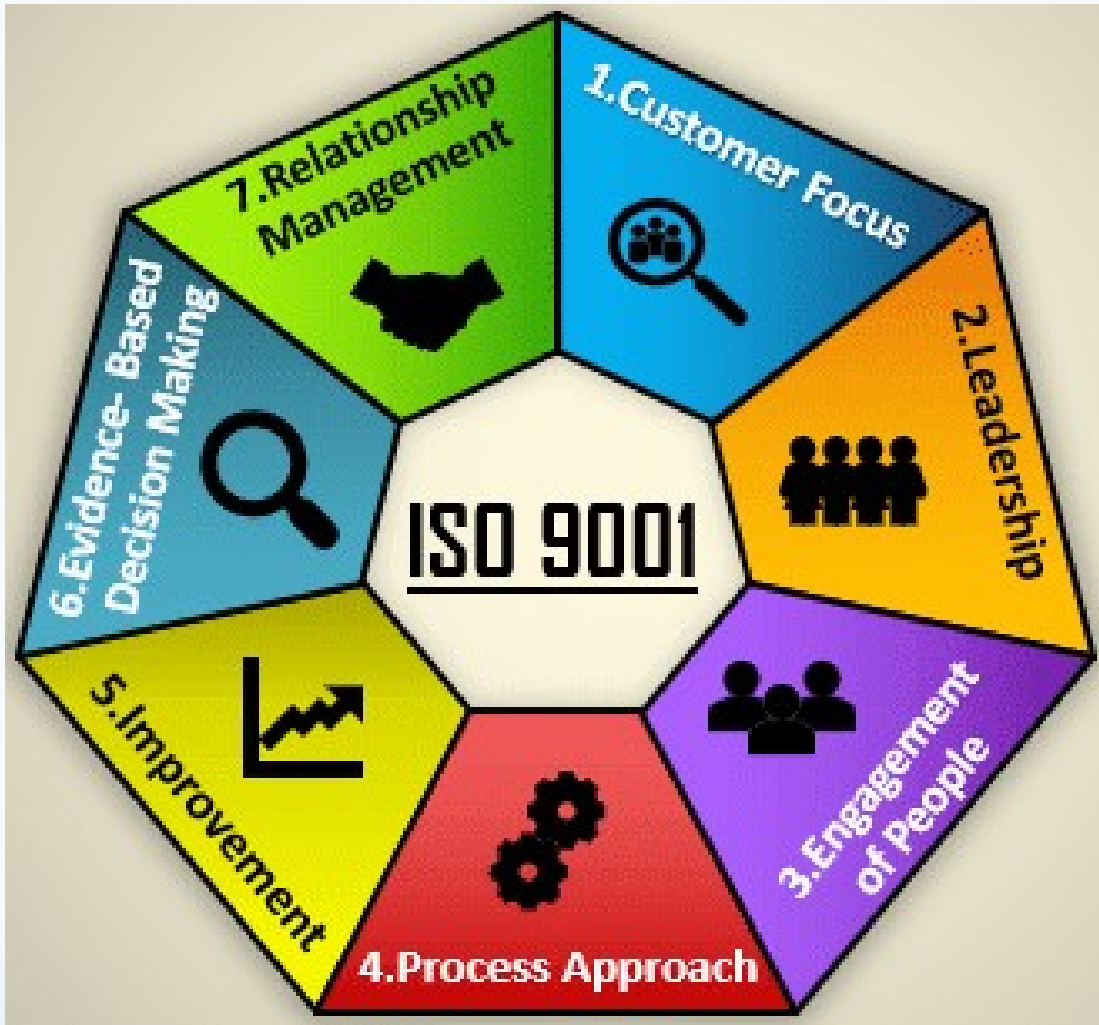 1.Customer Focus
2.Leadership
3.Engagement
of People
4.Process Approach
5.Improvement
6.Evidence- Based
Decision Making
7.Relationship
Management
ISO 9001